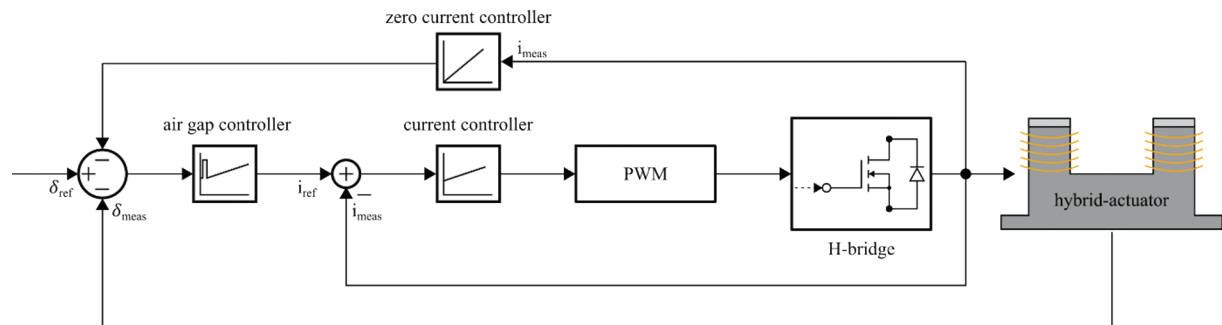 zero current controller
i_meas
air gap controller
current controller
+
−
−
δ_ref
δ_meas
i_ref
+
−
i_meas
PWM
H-bridge
hybrid-actuator